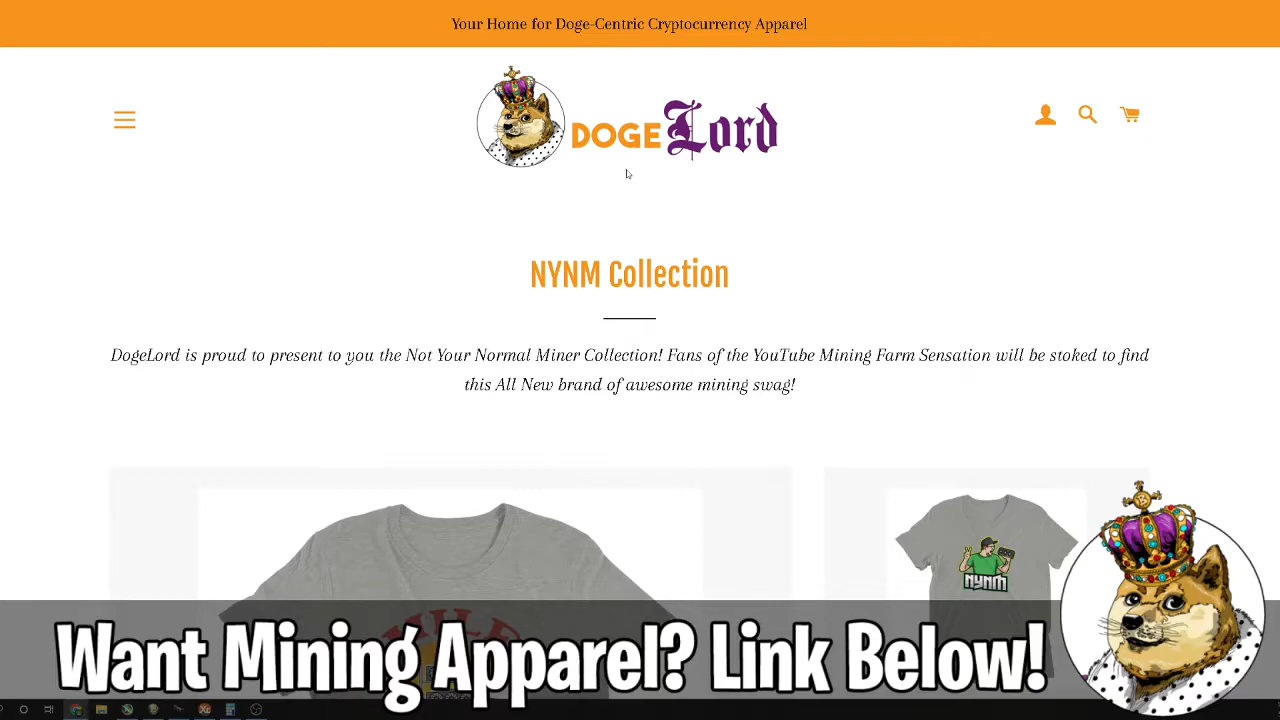 Your Home for Doge-Centric Cryptocurrency Apparel
DOGE Lord
NYNM Collection
DogeLord is proud to present to you the Not Your Normal Miner Collection! Fans of the YouTube Mining Farm Sensation will be stoked to find
this All New brand of awesome mining swag!
NYNM
Want Mining Apparel? Link Below!